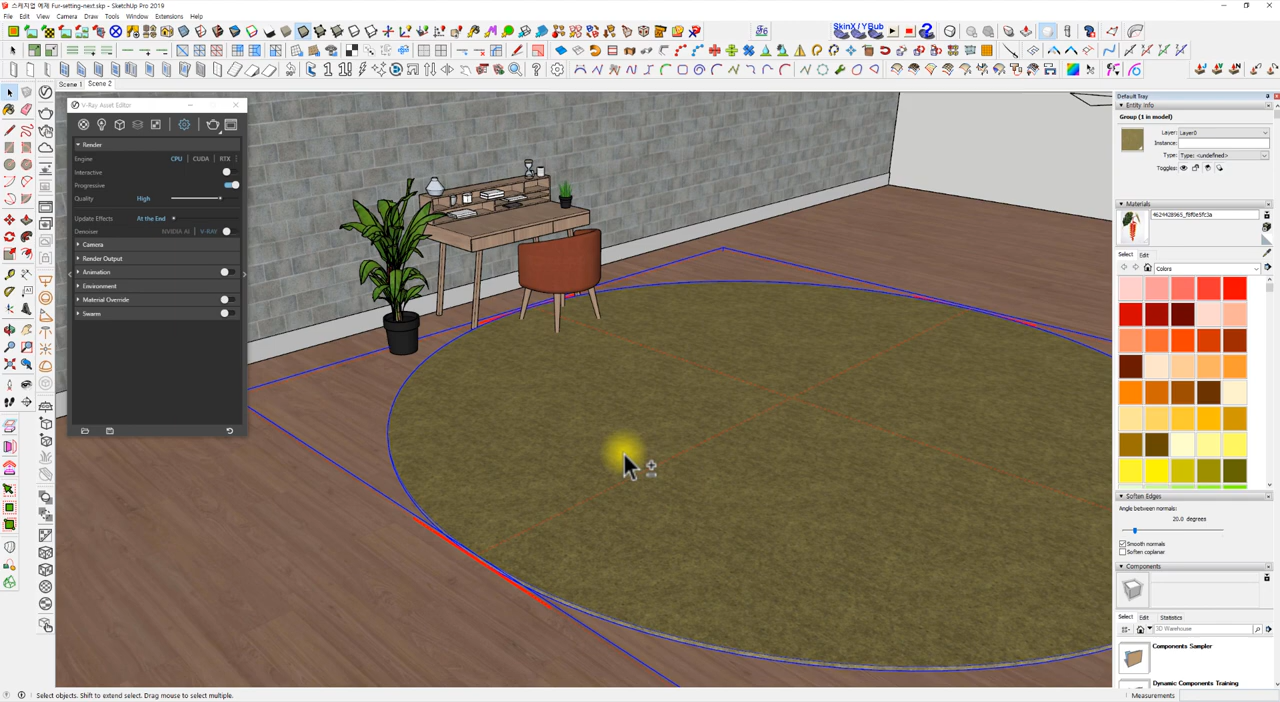 스케치업 예제 Fur-setting-next.skp - SketchUp Pro 2019
File Edit View Camera Draw Tools Window Extensions Help
Scene 1 Scene 2
V-Ray Asset Editor
Render
Engine CPU CUDA RTX
Interactive
Progressive
Quality High
Update Effects At the End
Denoiser NVIDIA AI V-RAY
Camera
Render Output
Animation
Environment
Material Override
Swarm
Default Tray
Entity Info
Group (1 in model)
Layer: Layer0
Instance:
Type: Type: <undefined>
Toggles:
Materials
Select Edit
Colors
Soften Edges
Angle between normals:
20.0 degrees
Smooth normals
Soften coplanar
Components
Select Edit Statistics
3D Warehouse
Components Sampler
Dynamic Components Training
Select objects. Shift to extend select. Drag mouse to select multiple.
Measurements